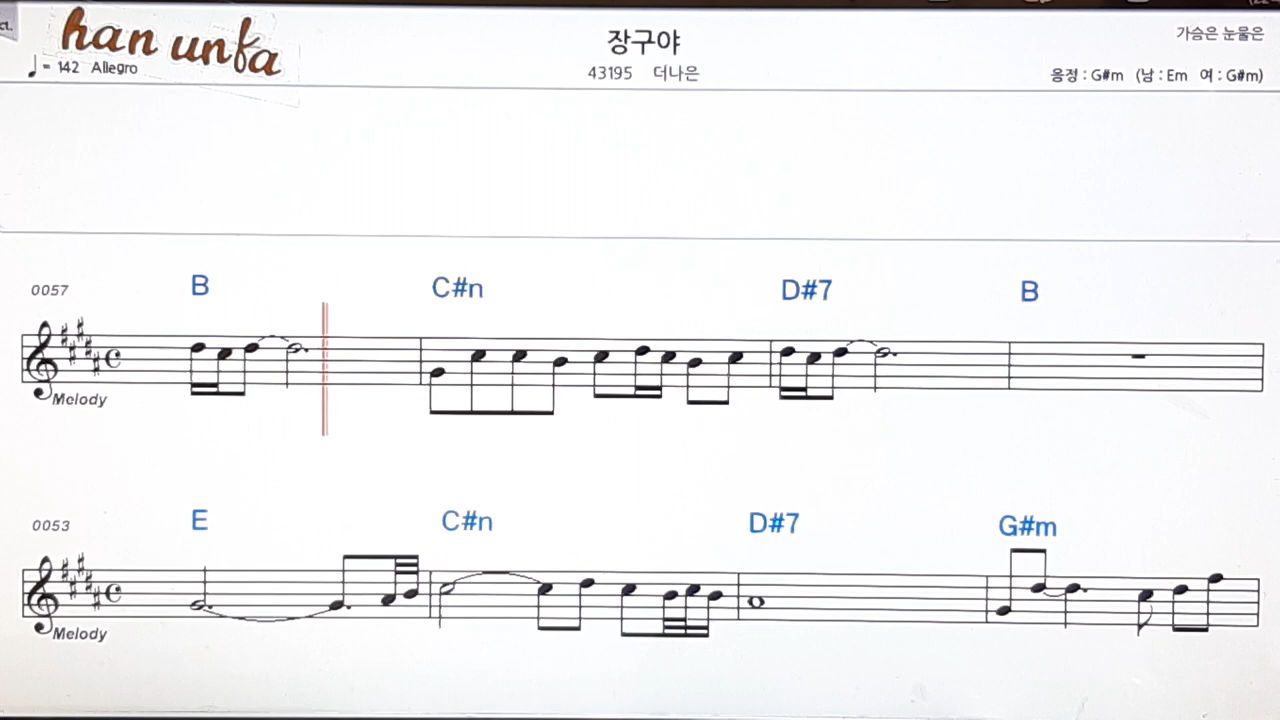 ct.
han unfa
장구야
가슴은 눈물은
♩= 142 Allegro
43195 더나은
음정 : G#m (남 : Em 여 : G#m)
0057 B C#n D#7 B
Melody
0053 E C#n D#7 G#m
Melody